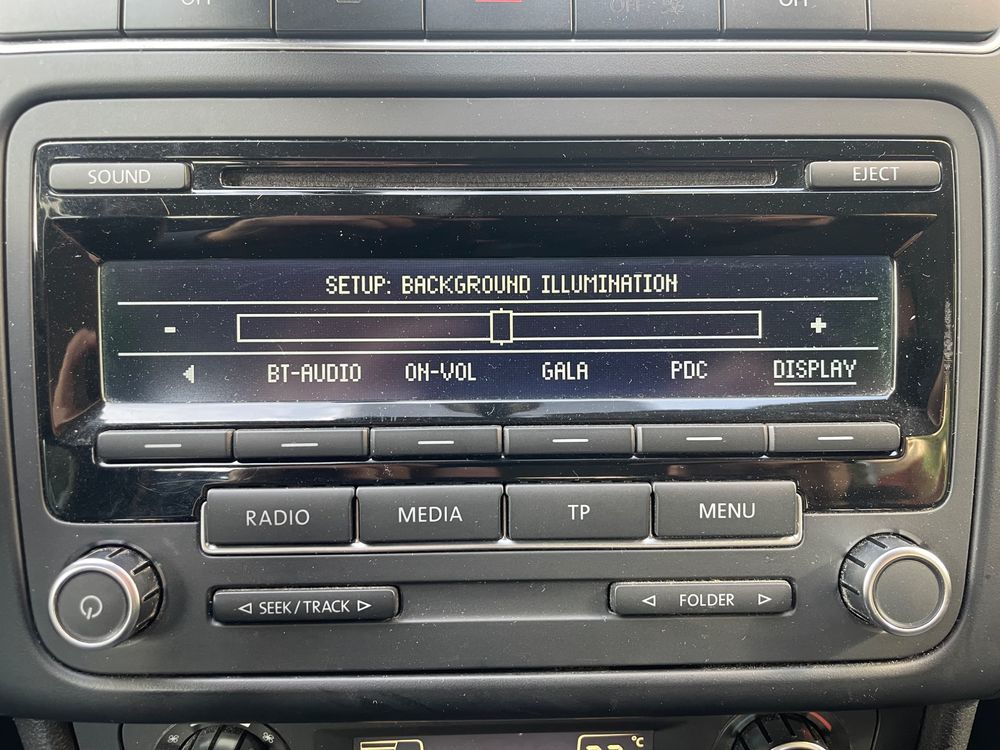 OFF
SOUND
EJECT
SETUP: BACKGROUND ILLUMINATION
- +
BT-AUDIO ON-VOL GALA PDC DISPLAY
RADIO MEDIA TP MENU
SEEK / TRACK
FOLDER
°C